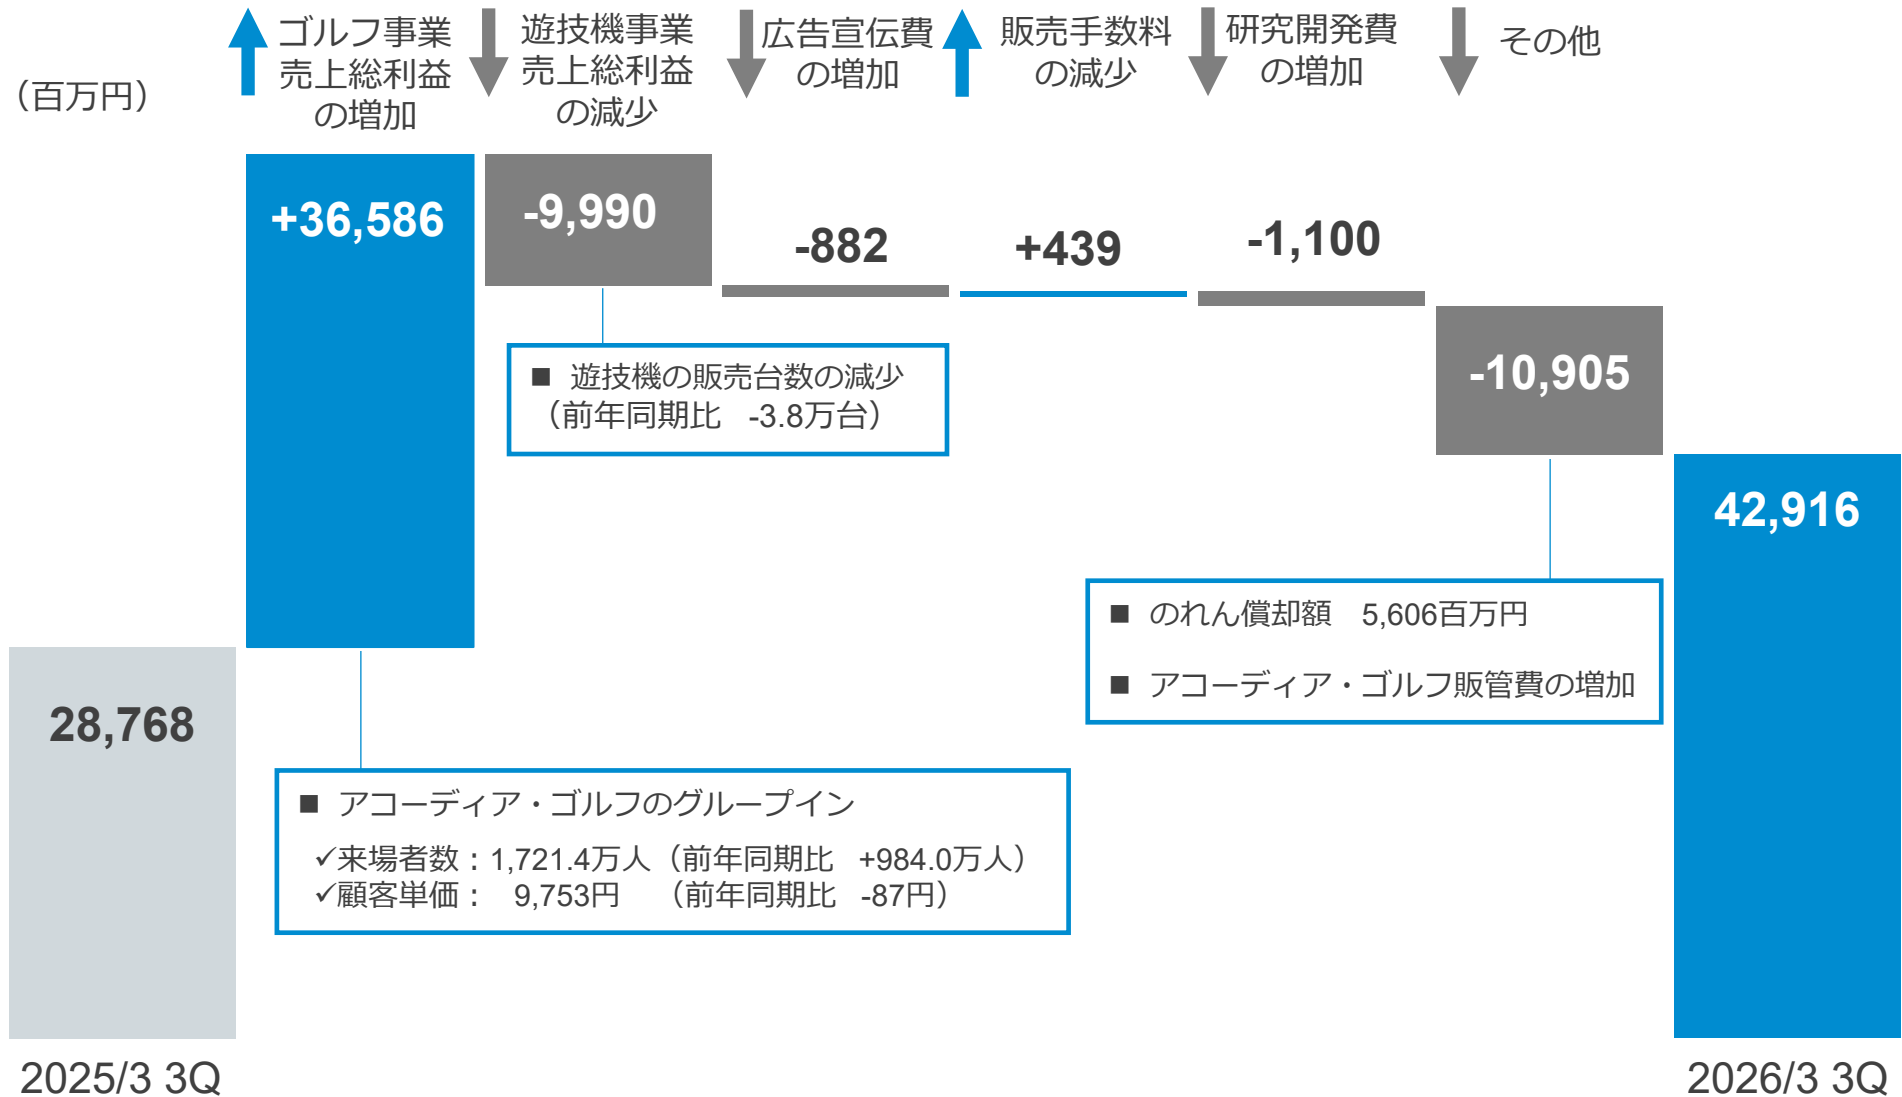 （百万円）
ゴルフ事業
売上総利益
の増加
遊技機事業
売上総利益
の減少
広告宣伝費
の増加
販売手数料
の減少
研究開発費
の増加
その他
+36,586
-9,990
-882
+439
-1,100
-10,905
■ 遊技機の販売台数の減少
（前年同期比 -3.8万台）
42,916
■ のれん償却額 5,606百万円
■ アコーディア・ゴルフ販管費の増加
28,768
■ アコーディア・ゴルフのグループイン
✓来場者数：1,721.4万人（前年同期比 +984.0万人）
✓顧客単価： 9,753円 （前年同期比 -87円）
2025/3 3Q
2026/3 3Q